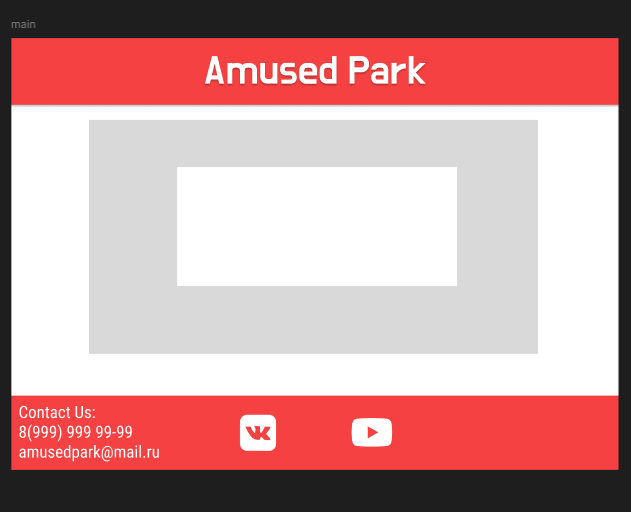 main
Amused Park
Contact Us:
8(999) 999 99-99
amusedpark@mail.ru